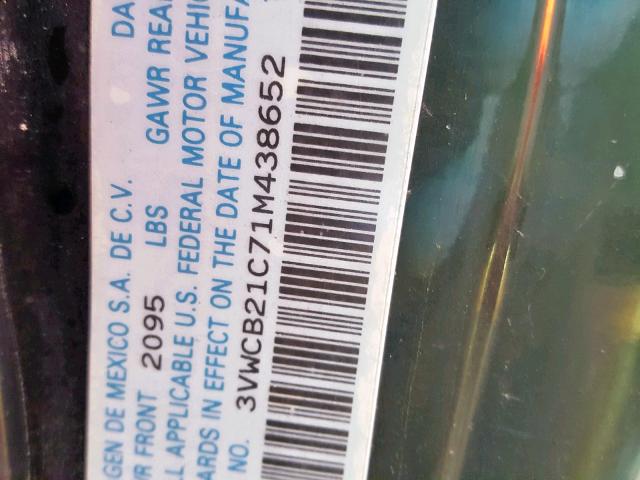 GEN DE MEXICO S.A. DE C.V. DA
FRONT 2095 LBS GAWR REA
APPLICABLE U.S. FEDERAL MOTOR VEHIC
ARDS IN EFFECT ON THE DATE OF MANUFA
NO. 3VWCB21C71M438652